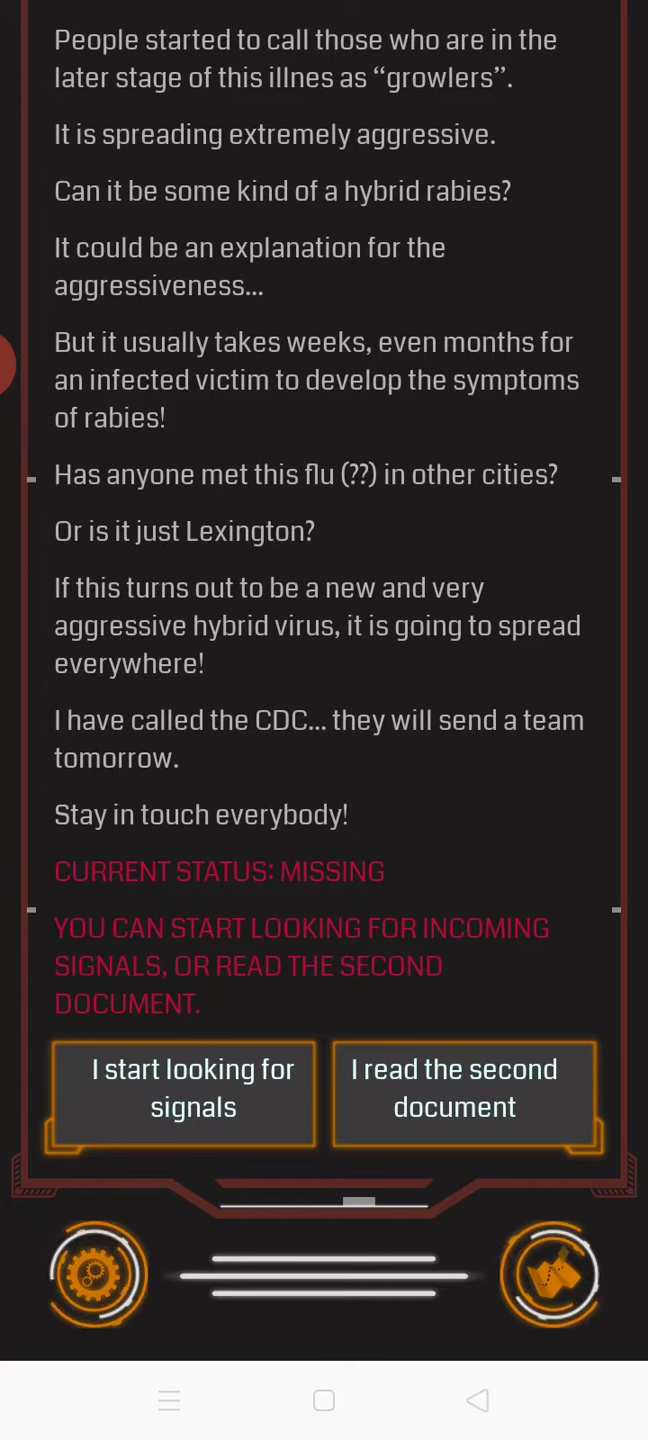 People started to call those who are in the
later stage of this illnes as “growlers”.
It is spreading extremely aggressive.
Can it be some kind of a hybrid rabies?
It could be an explanation for the
aggressiveness...
But it usually takes weeks, even months for
an infected victim to develop the symptoms
of rabies!
Has anyone met this flu (??) in other cities?
Or is it just Lexington?
If this turns out to be a new and very
aggressive hybrid virus, it is going to spread
everywhere!
I have called the CDC... they will send a team
tomorrow.
Stay in touch everybody!
CURRENT STATUS: MISSING
YOU CAN START LOOKING FOR INCOMING
SIGNALS, OR READ THE SECOND
DOCUMENT.
I start looking for
signals
I read the second
document